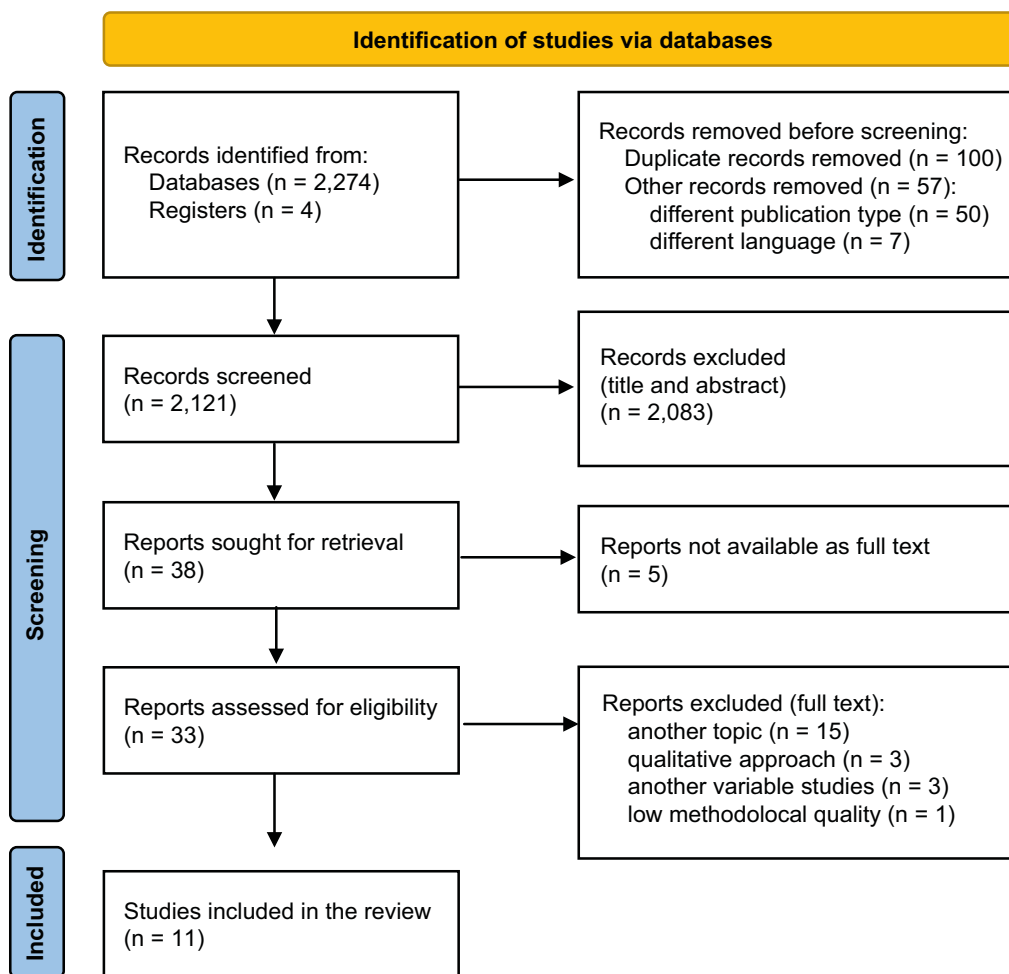 Identification of studies via databases
Identification
Records identified from:
Databases (n = 2,274)
Registers (n = 4)
Records removed before screening:
Duplicate records removed (n = 100)
Other records removed (n = 57):
different publication type (n = 50)
different language (n = 7)
Screening
Records screened
(n = 2,121)
Records excluded
(title and abstract)
(n = 2,083)
Reports sought for retrieval
(n = 38)
Reports not available as full text
(n = 5)
Reports assessed for eligibility
(n = 33)
Reports excluded (full text):
another topic (n = 15)
qualitative approach (n = 3)
another variable studies (n = 3)
low methodolocal quality (n = 1)
Included
Studies included in the review
(n = 11)